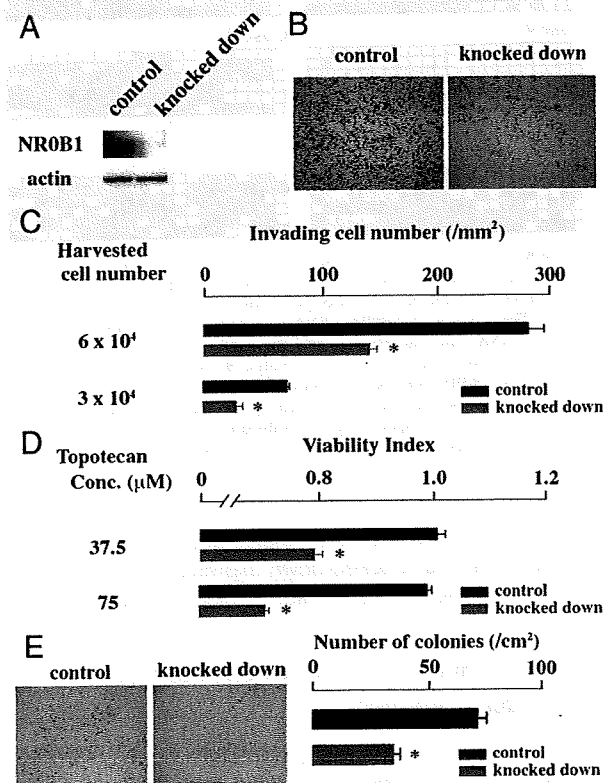 A
control
knocked down
NR0B1
actin
B
control
knocked down
C
Harvested
cell number
Invading cell number (/mm²)
0 100 200 300
6 x 10⁴
*
3 x 10⁴
*
control
knocked down
D
Topotecan
Conc. (μM)
Viability Index
0 0.8 1.0 1.2
37.5
*
75
*
control
knocked down
E
control
knocked down
Number of colonies (/cm²)
0 50 100
*
control
knocked down